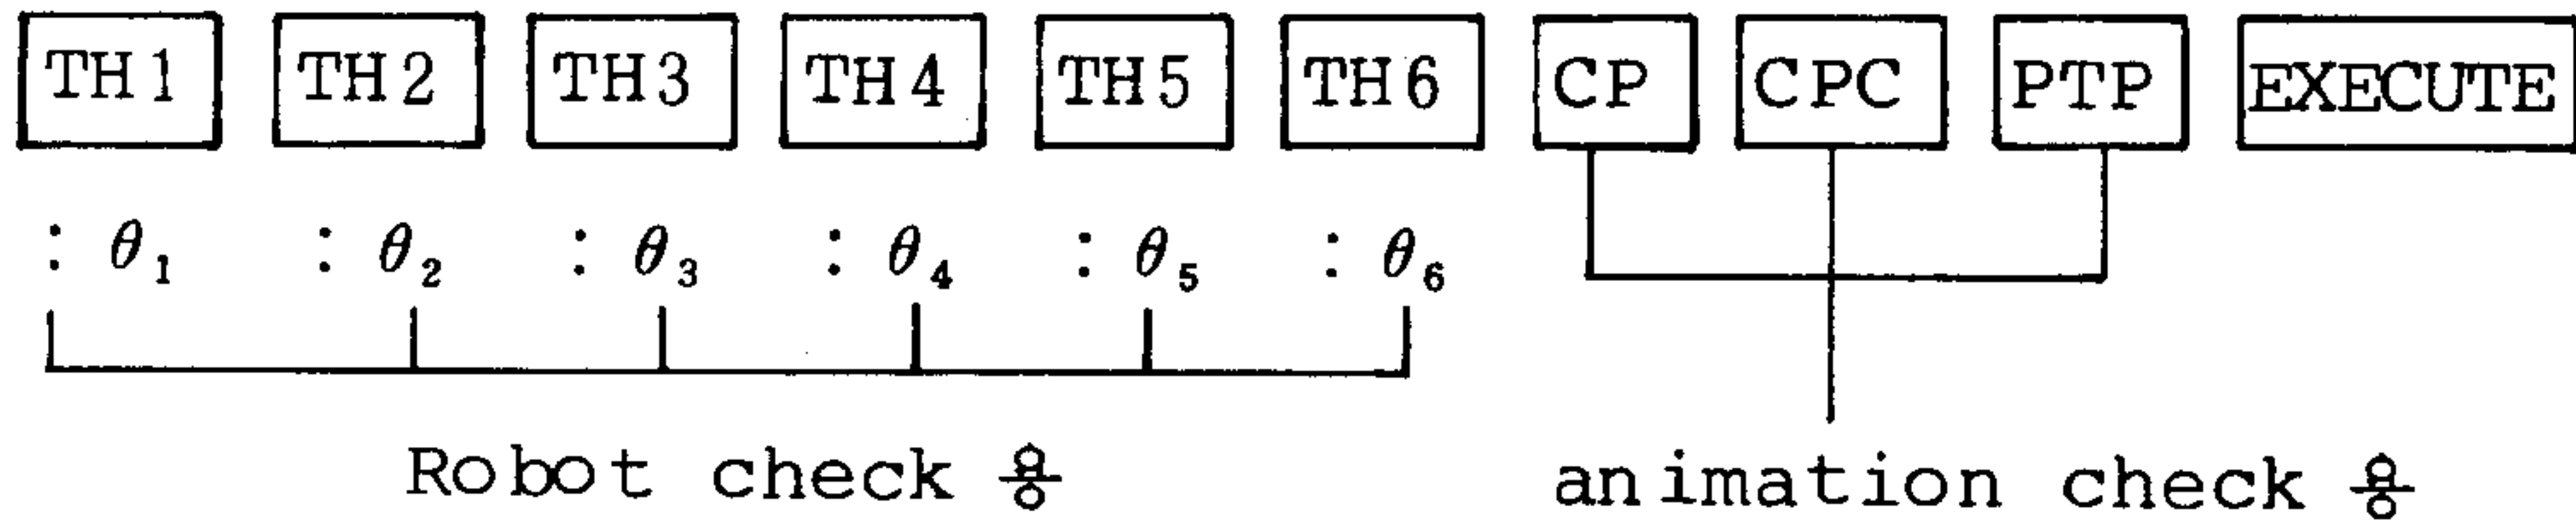 TH1 TH2 TH3 TH4 TH5 TH6 CP CPC PTP EXECUTE
: θ₁ : θ₂ : θ₃ : θ₄ : θ₅ : θ₆
Robot check 용 animation check 용